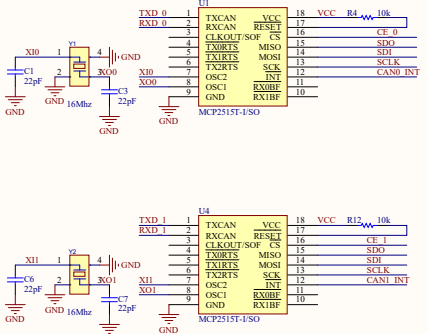 U1
TXD_0 1 TXCAN VCC 18 VCC R4 10k
RXD_0 2 RXCAN RESET 17
3 CLKOUT/SOF CS 16 CE_0
4 TX0RTS MISO 15 SDO
5 TX1RTS MOSI 14 SDI
6 TX2RTS SCK 13 SCLK
XI0 7 OSC2 INT 12 CAN0_INT
XO0 8 OSC1 RX0BF 11
9 GND RX1BF 10
MCP2515T-I/SO
GND
Y1
XI0 1 4 GND
2 3 XO0
C1
22pF
GND
GND
16Mhz
C3
22pF
GND
U4
TXD_1 1 TXCAN VCC 18 VCC R12 10k
RXD_1 2 RXCAN RESET 17
3 CLKOUT/SOF CS 16 CE_1
4 TX0RTS MISO 15 SDO
5 TX1RTS MOSI 14 SDI
6 TX2RTS SCK 13 SCLK
XI1 7 OSC2 INT 12 CAN1_INT
XO1 8 OSC1 RX0BF 11
9 GND RX1BF 10
MCP2515T-I/SO
GND
Y2
XI1 1 4 GND
2 3 XO1
C6
22pF
GND
GND
16Mhz
C7
22pF
GND